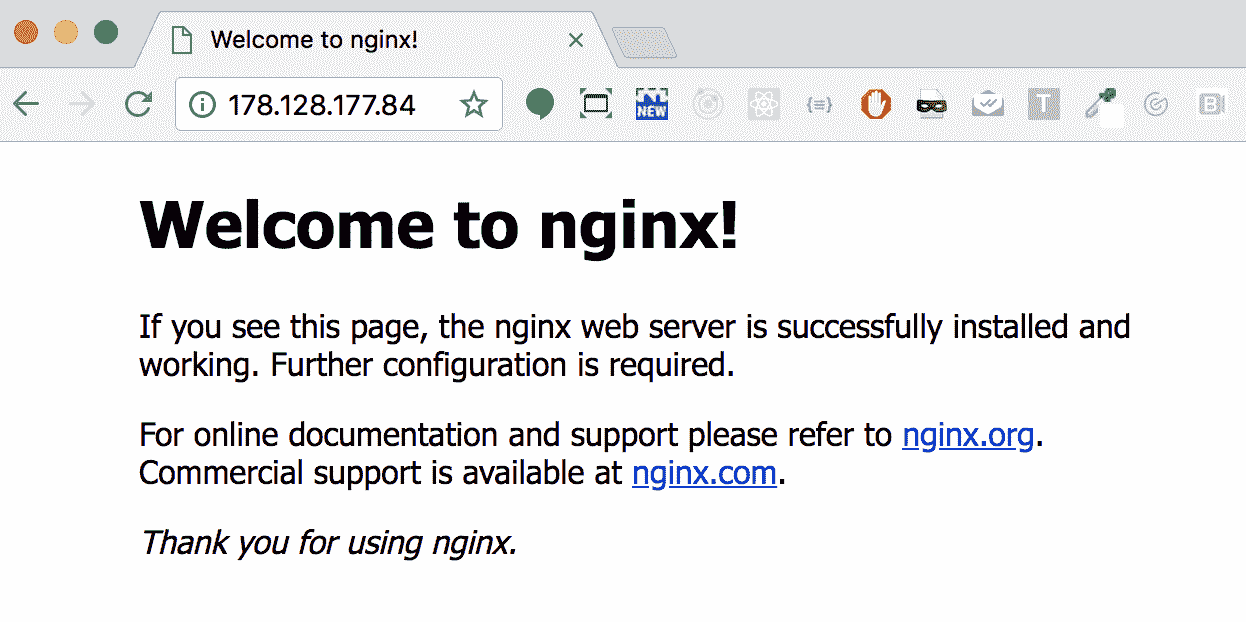 Welcome to nginx!
178.128.177.84
NEW
{≡}
T
B
Welcome to nginx!
If you see this page, the nginx web server is successfully installed and
working. Further configuration is required.
For online documentation and support please refer to nginx.org.
Commercial support is available at nginx.com.
Thank you for using nginx.